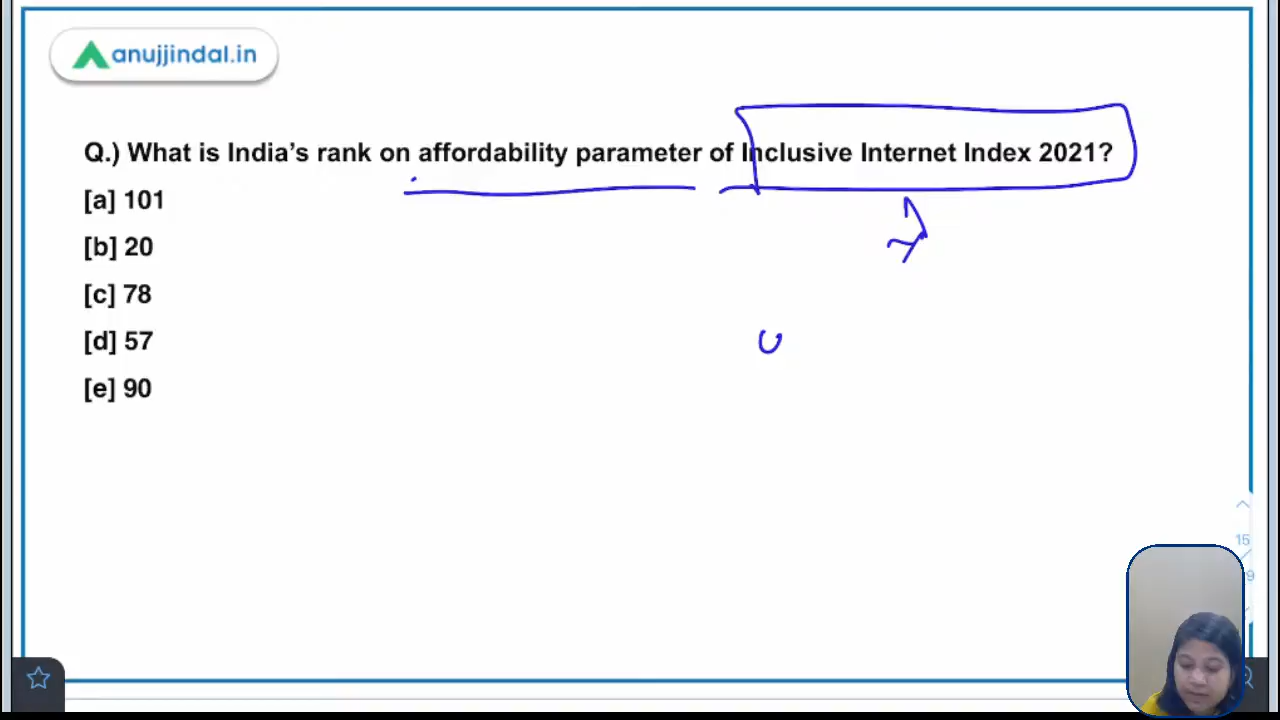 anujjindal.in
Q.) What is India's rank on affordability parameter of Inclusive Internet Index 2021?
[a] 101
[b] 20
[c] 78
[d] 57
[e] 90
15